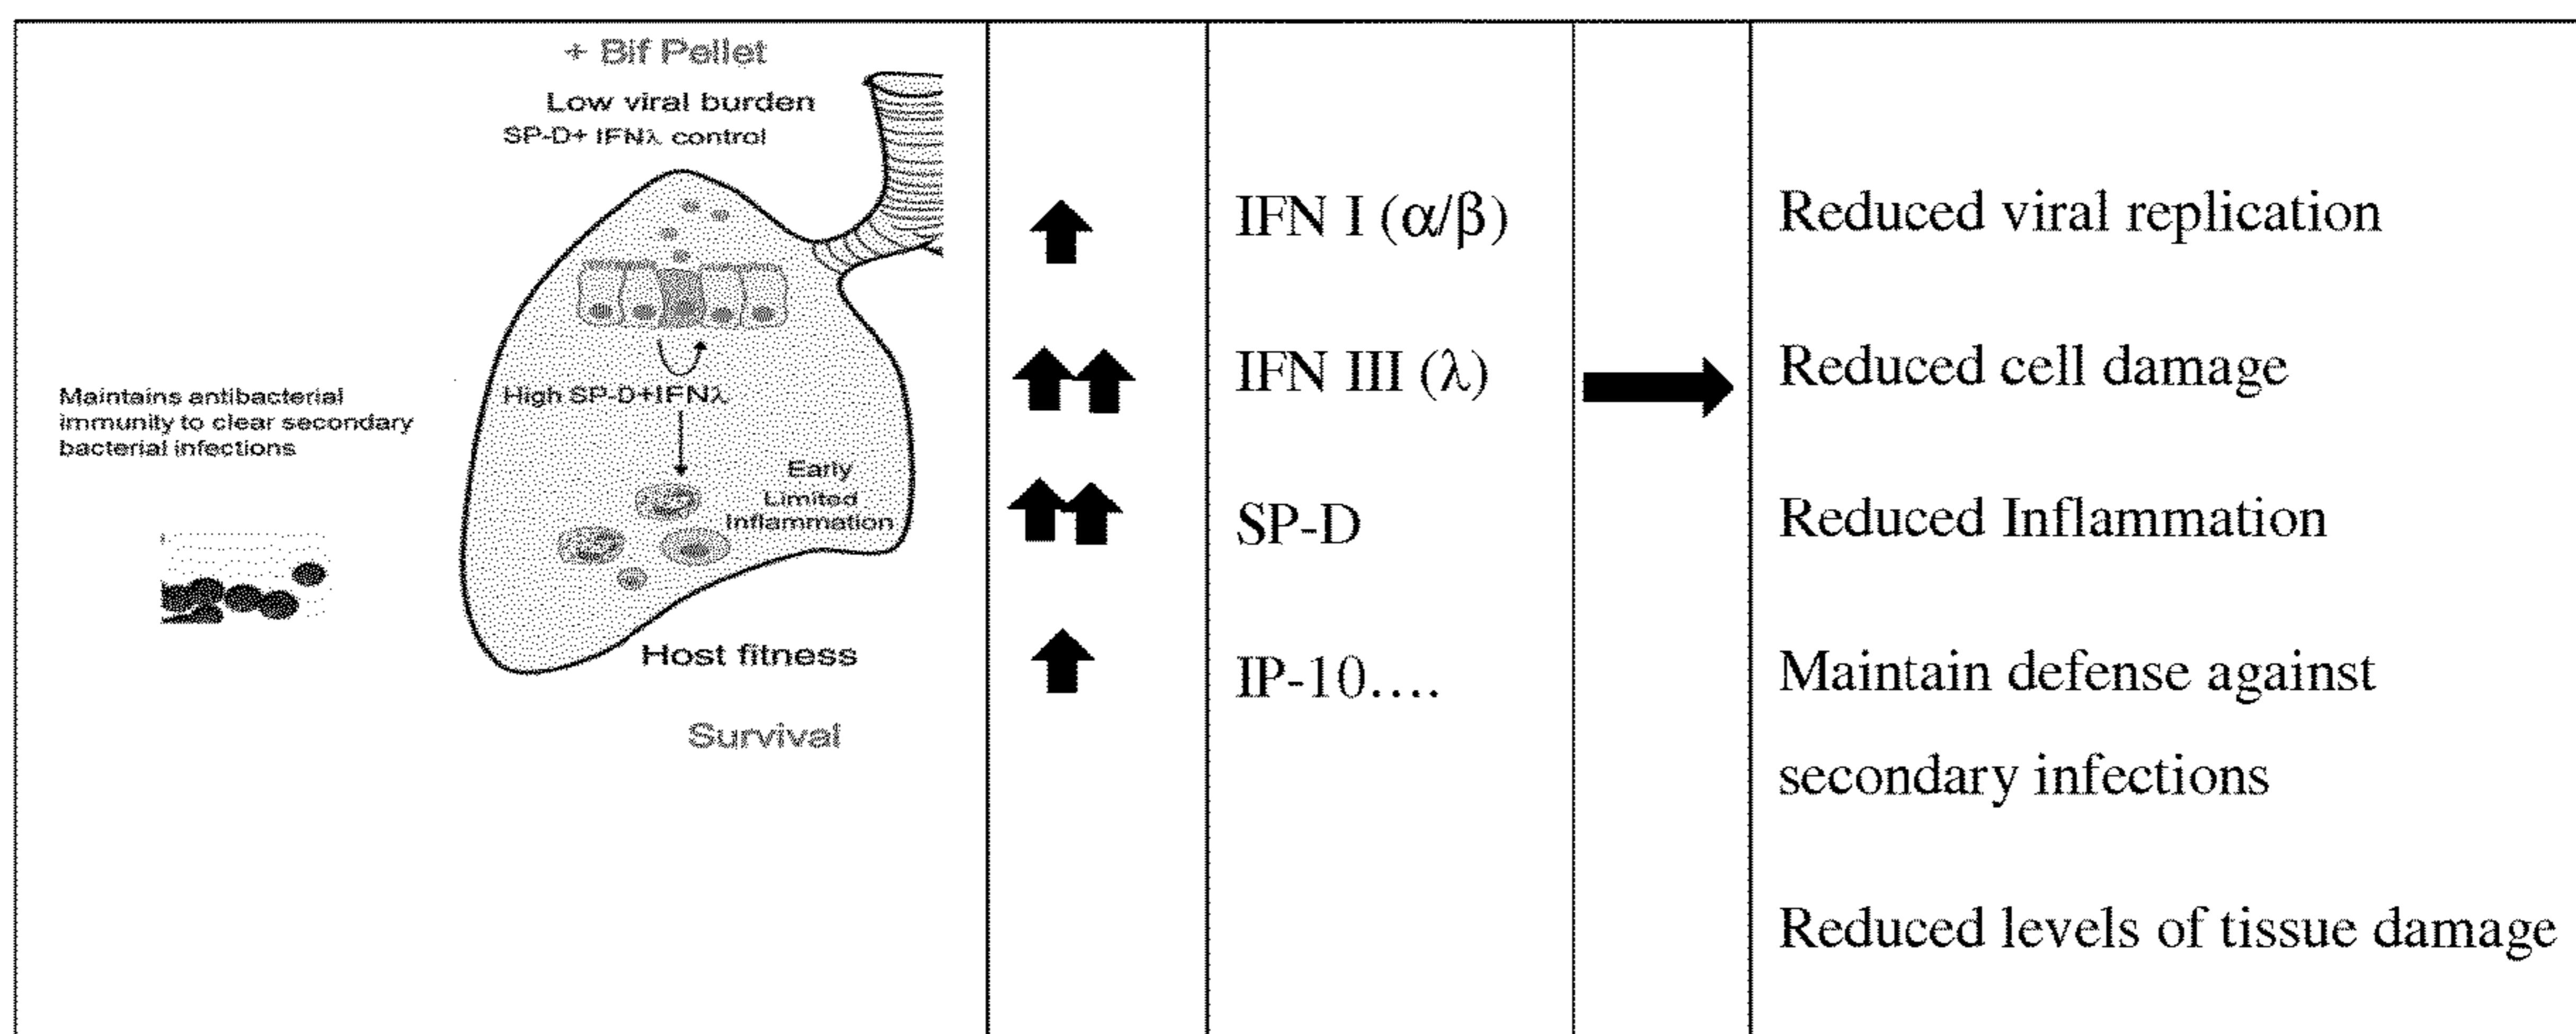 + Bif Pellet
Low viral burden
SP-D+ IFNλ control
High SP-D+IFNλ
Early
Limited
Inflammation
Maintains antibacterial
immunity to clear secondary
bacterial infections
Host fitness
Survival
IFN I (α/β)
IFN III (λ)
SP-D
IP-10....
Reduced viral replication
Reduced cell damage
Reduced Inflammation
Maintain defense against
secondary infections
Reduced levels of tissue damage